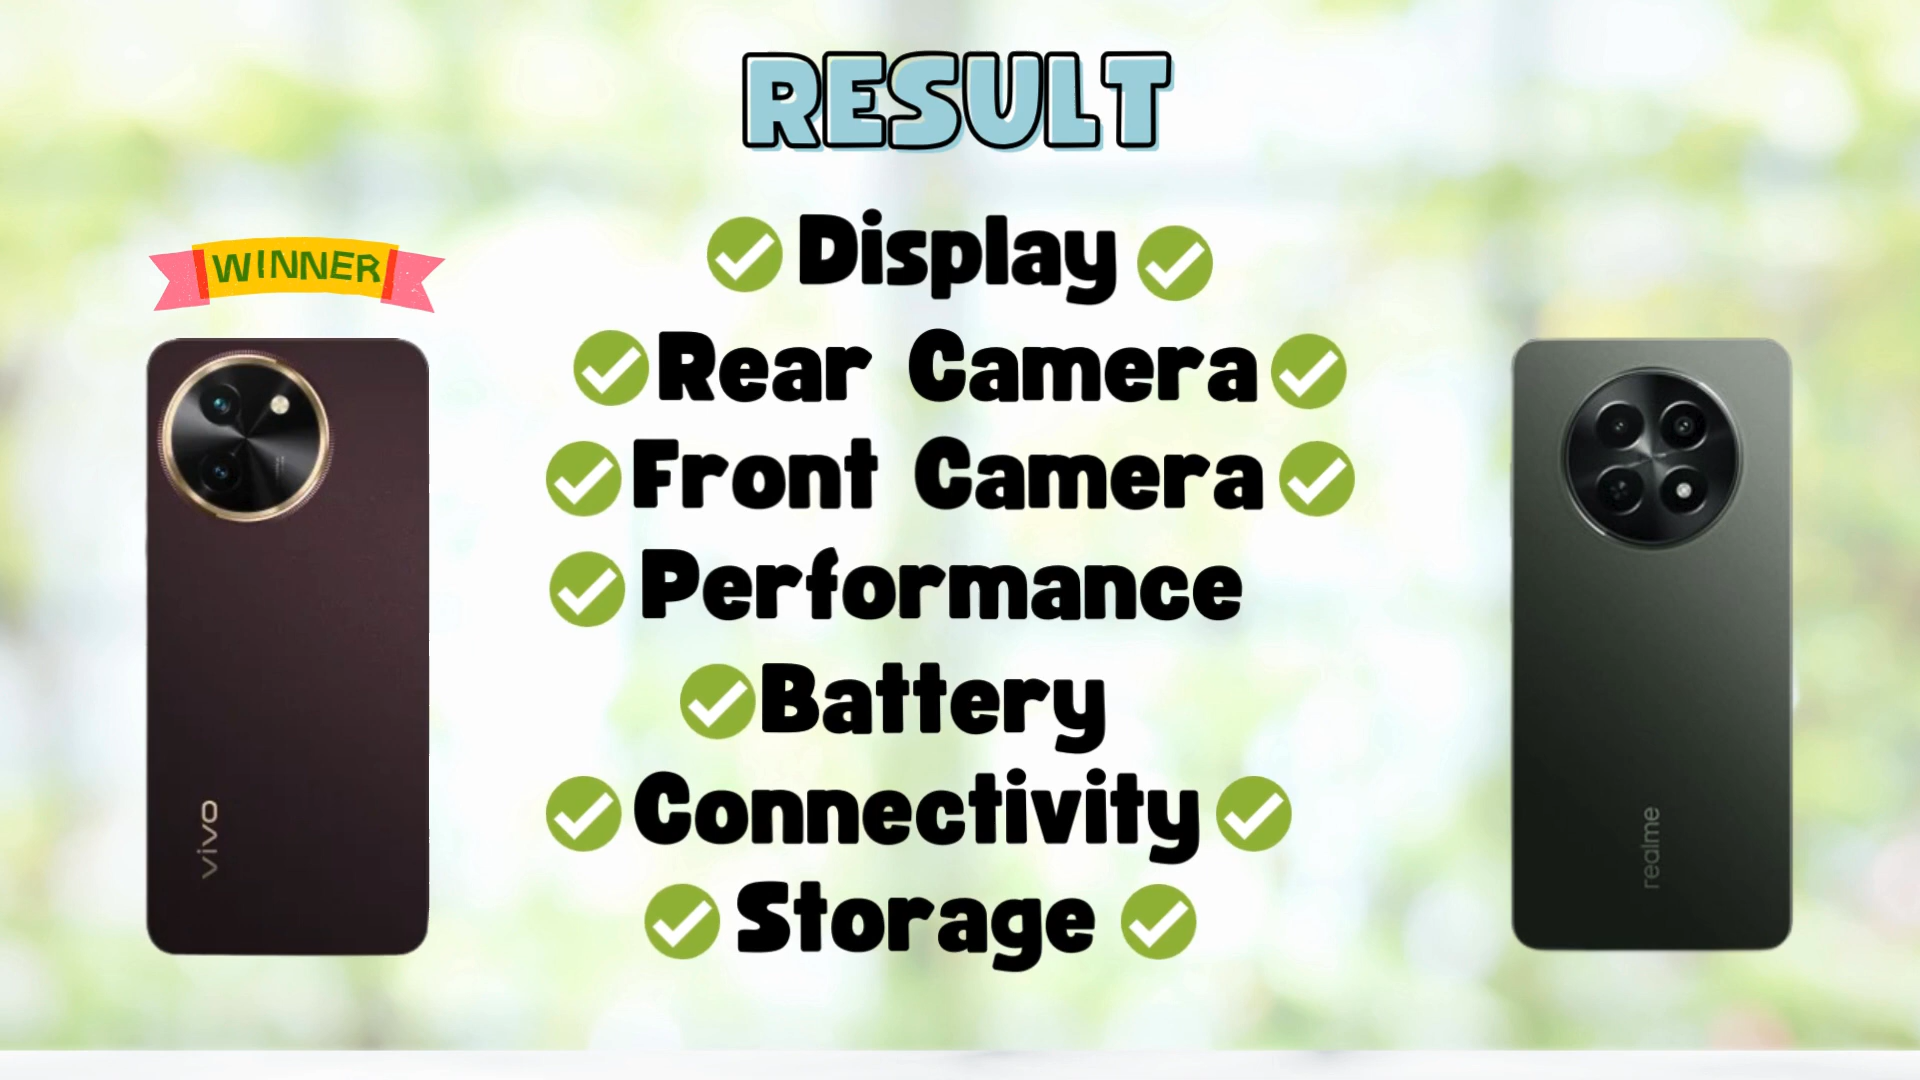 RESULT
WINNER
Display
Rear Camera
Front Camera
Performance
Battery
Connectivity
Storage
vivo
realme